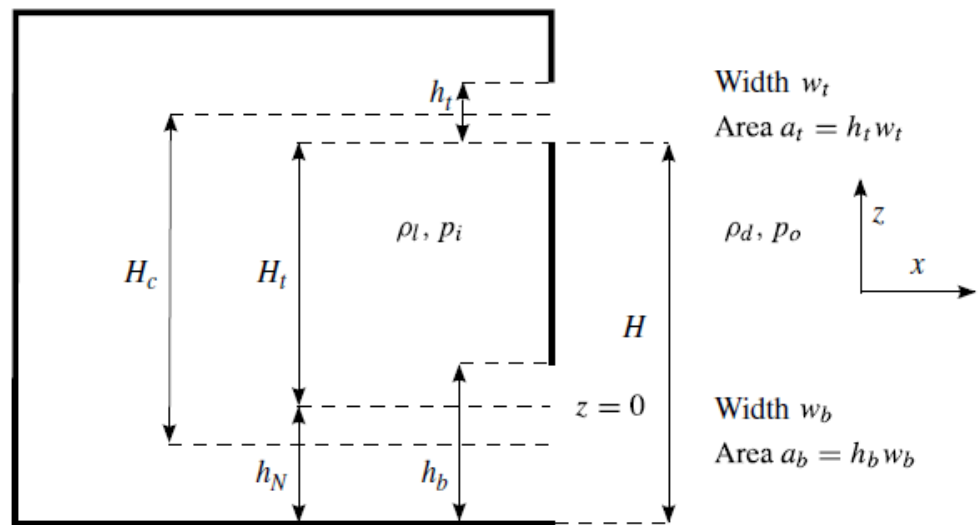 h_t
Width w_t
Area a_t = h_t w_t
ρ_l, p_i
ρ_d, p_o
z
x
H_c
H_t
H
z = 0
Width w_b
Area a_b = h_b w_b
h_N
h_b